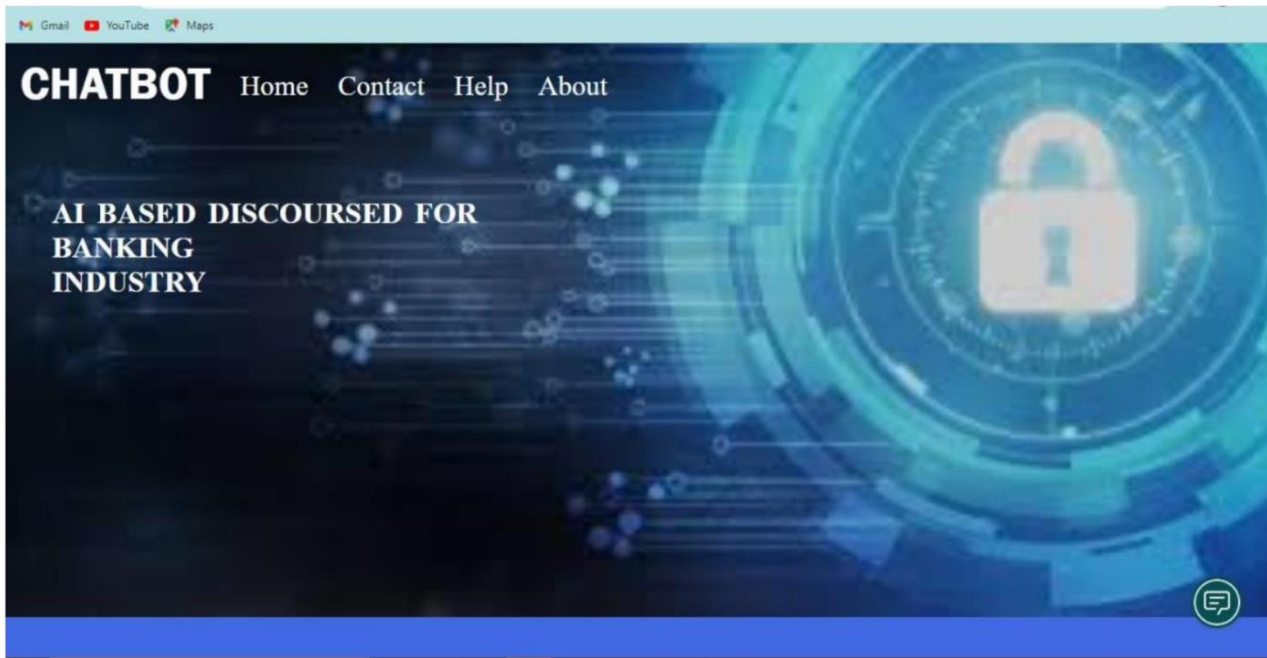 Gmail YouTube Maps
CHATBOT Home Contact Help About
AI BASED DISCOURSED FOR
BANKING
INDUSTRY